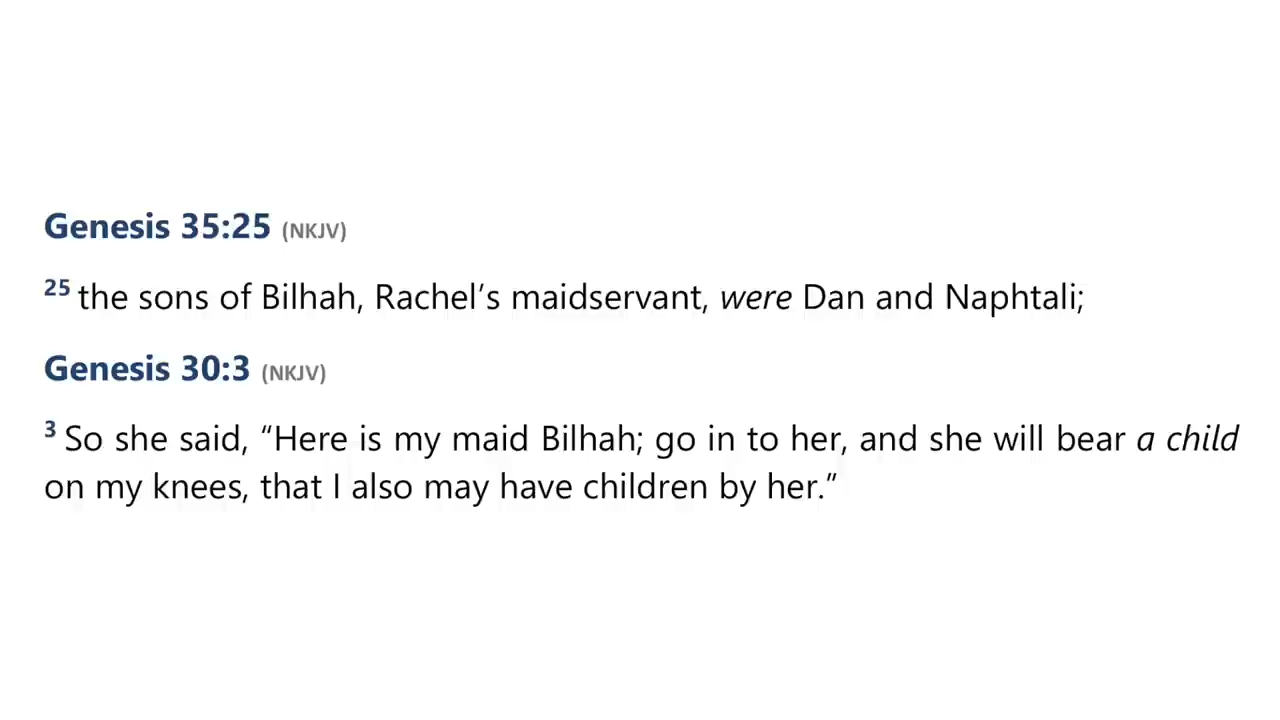 Genesis 35:25 (NKJV)
25 the sons of Bilhah, Rachel’s maidservant, were Dan and Naphtali;
Genesis 30:3 (NKJV)
3 So she said, “Here is my maid Bilhah; go in to her, and she will bear a child
on my knees, that I also may have children by her.”